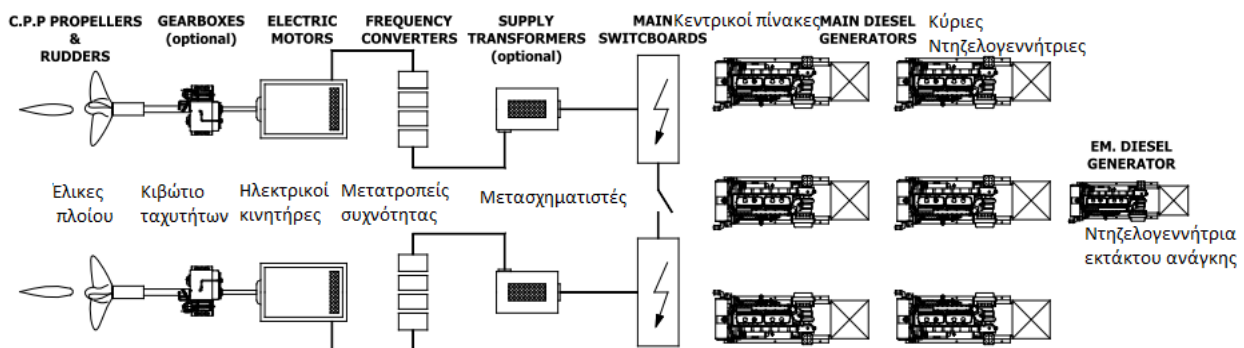 C.P.P PROPELLERS
&
RUDDERS
GEARBOXES
(optional)
ELECTRIC
MOTORS
FREQUENCY
CONVERTERS
SUPPLY
TRANSFORMERS
(optional)
MAIN
SWITCBOARDS
Κεντρικοί πίνακες
MAIN DIESEL
GENERATORS
Κύριες
Ντηζελογεννήτριες
EM. DIESEL
GENERATOR
Έλικες
πλοίου
Κιβώτιο
ταχυτήτων
Ηλεκτρικοί
κινητήρες
Μετατροπείς
συχνότητας
Μετασχηματιστές
Ντηζελογεννήτρια
εκτάκτου ανάγκης